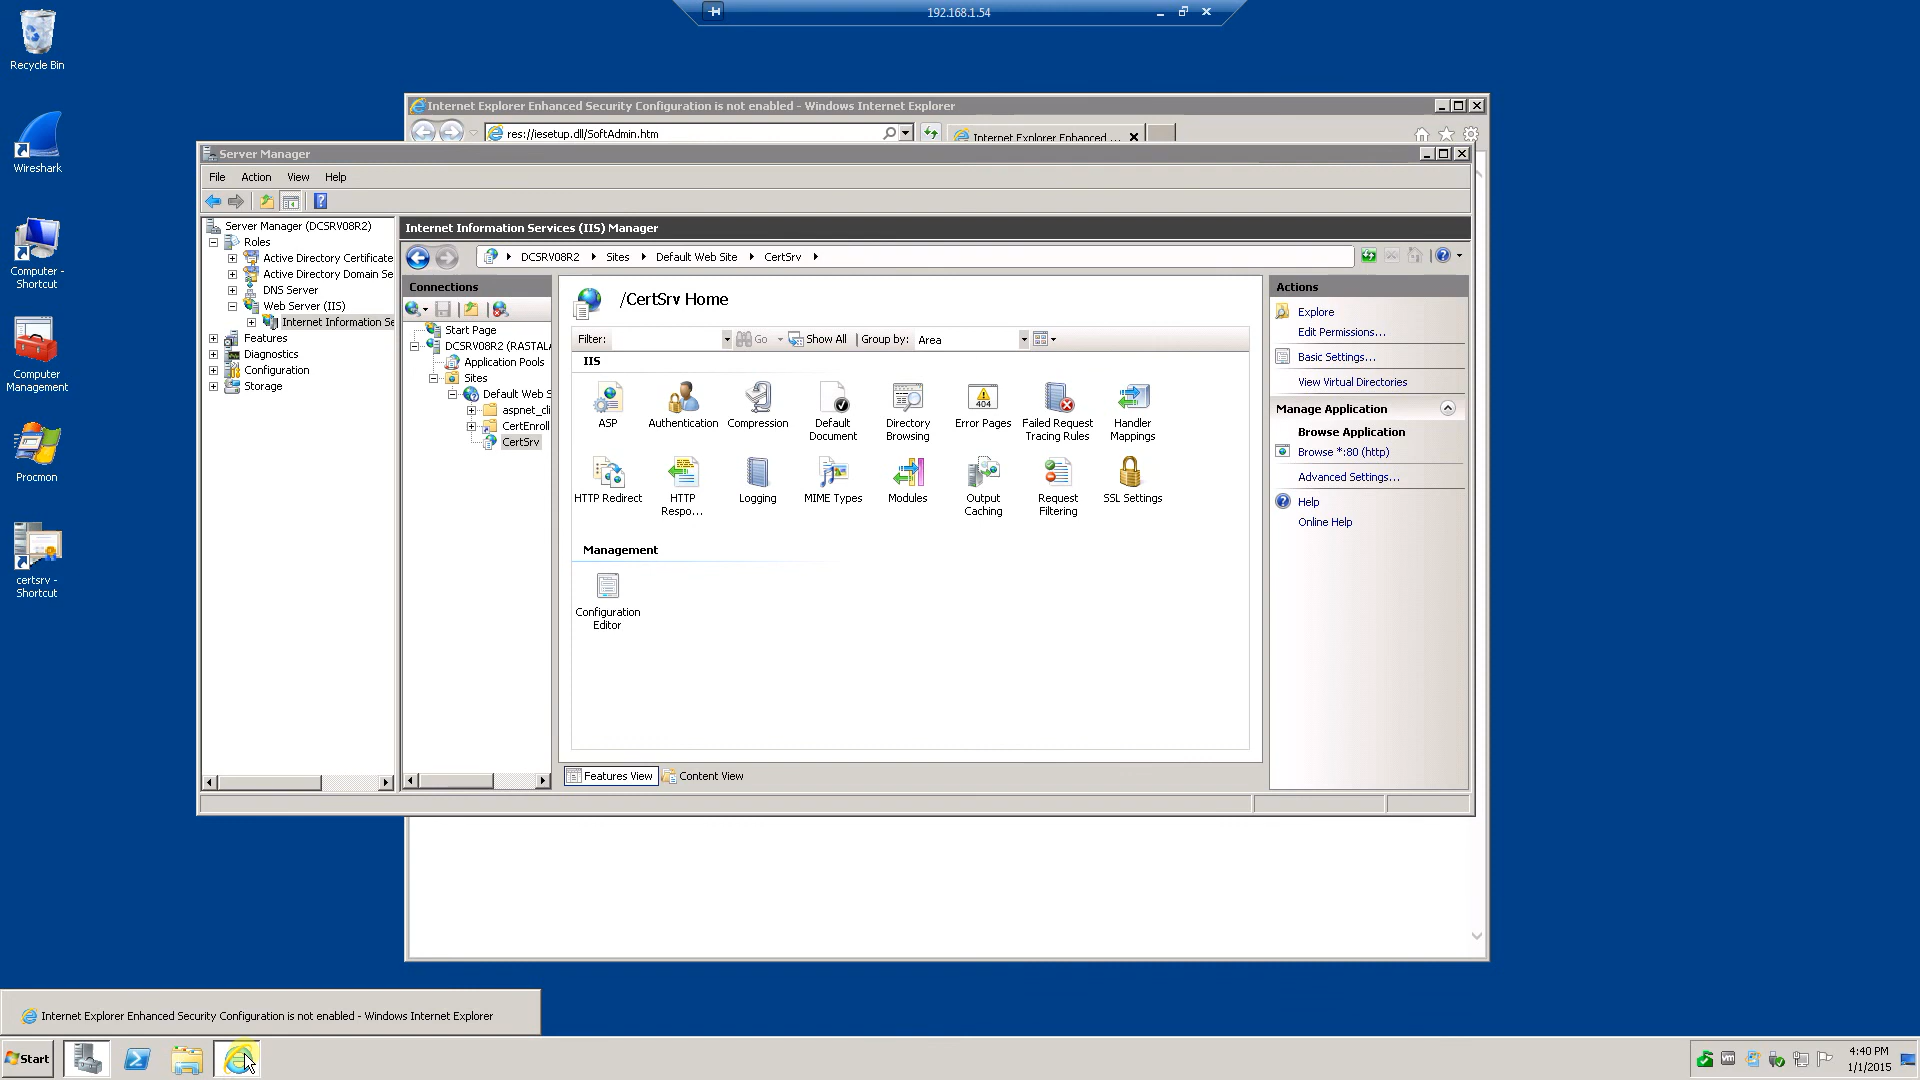 192.168.1.54
Recycle Bin
Wireshark
Computer -
Shortcut
Computer
Management
Procmon
certsrv -
Shortcut
Internet Explorer Enhanced Security Configuration is not enabled - Windows Internet Explorer
res://iesetup.dll/SoftAdmin.htm
Internet Explorer Enhanced ...
Server Manager
File Action View Help
Server Manager (DCSRV08R2)
Roles
Active Directory Certificate
Active Directory Domain Se
DNS Server
Web Server (IIS)
Internet Information Se
Features
Diagnostics
Configuration
Storage
Internet Information Services (IIS) Manager
DCSRV08R2 Sites Default Web Site CertSrv
Connections
Start Page
DCSRV08R2 (RASTALA
Application Pools
Sites
Default Web S
aspnet_cli
CertEnroll
CertSrv
/CertSrv Home
Filter: Go Show All Group by: Area
IIS
ASP
Authentication
Compression
Default
Document
Directory
Browsing
Error Pages
404
Failed Request
Tracing Rules
Handler
Mappings
HTTP Redirect
HTTP
Respo...
Logging
MIME Types
Modules
Output
Caching
Request
Filtering
SSL Settings
Management
Configuration
Editor
Features View Content View
Actions
Explore
Edit Permissions...
Basic Settings...
View Virtual Directories
Manage Application
Browse Application
Browse *:80 (http)
Advanced Settings...
Help
Online Help
Internet Explorer Enhanced Security Configuration is not enabled - Windows Internet Explorer
Start
4:40 PM
1/1/2015